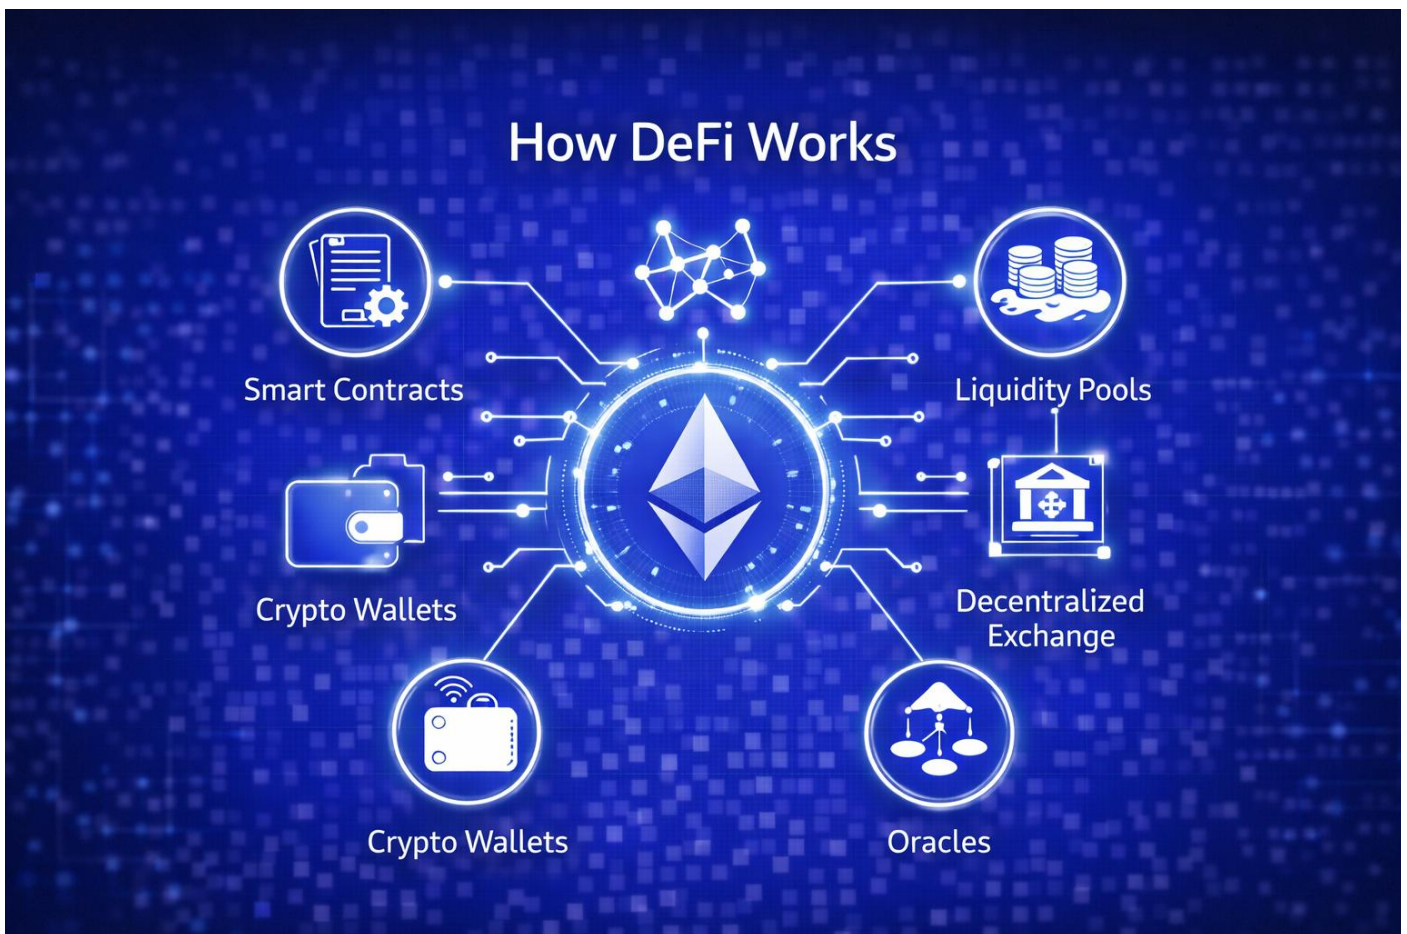 How DeFi Works
Smart Contracts
Liquidity Pools
Crypto Wallets
Decentralized
Exchange
Crypto Wallets
Oracles